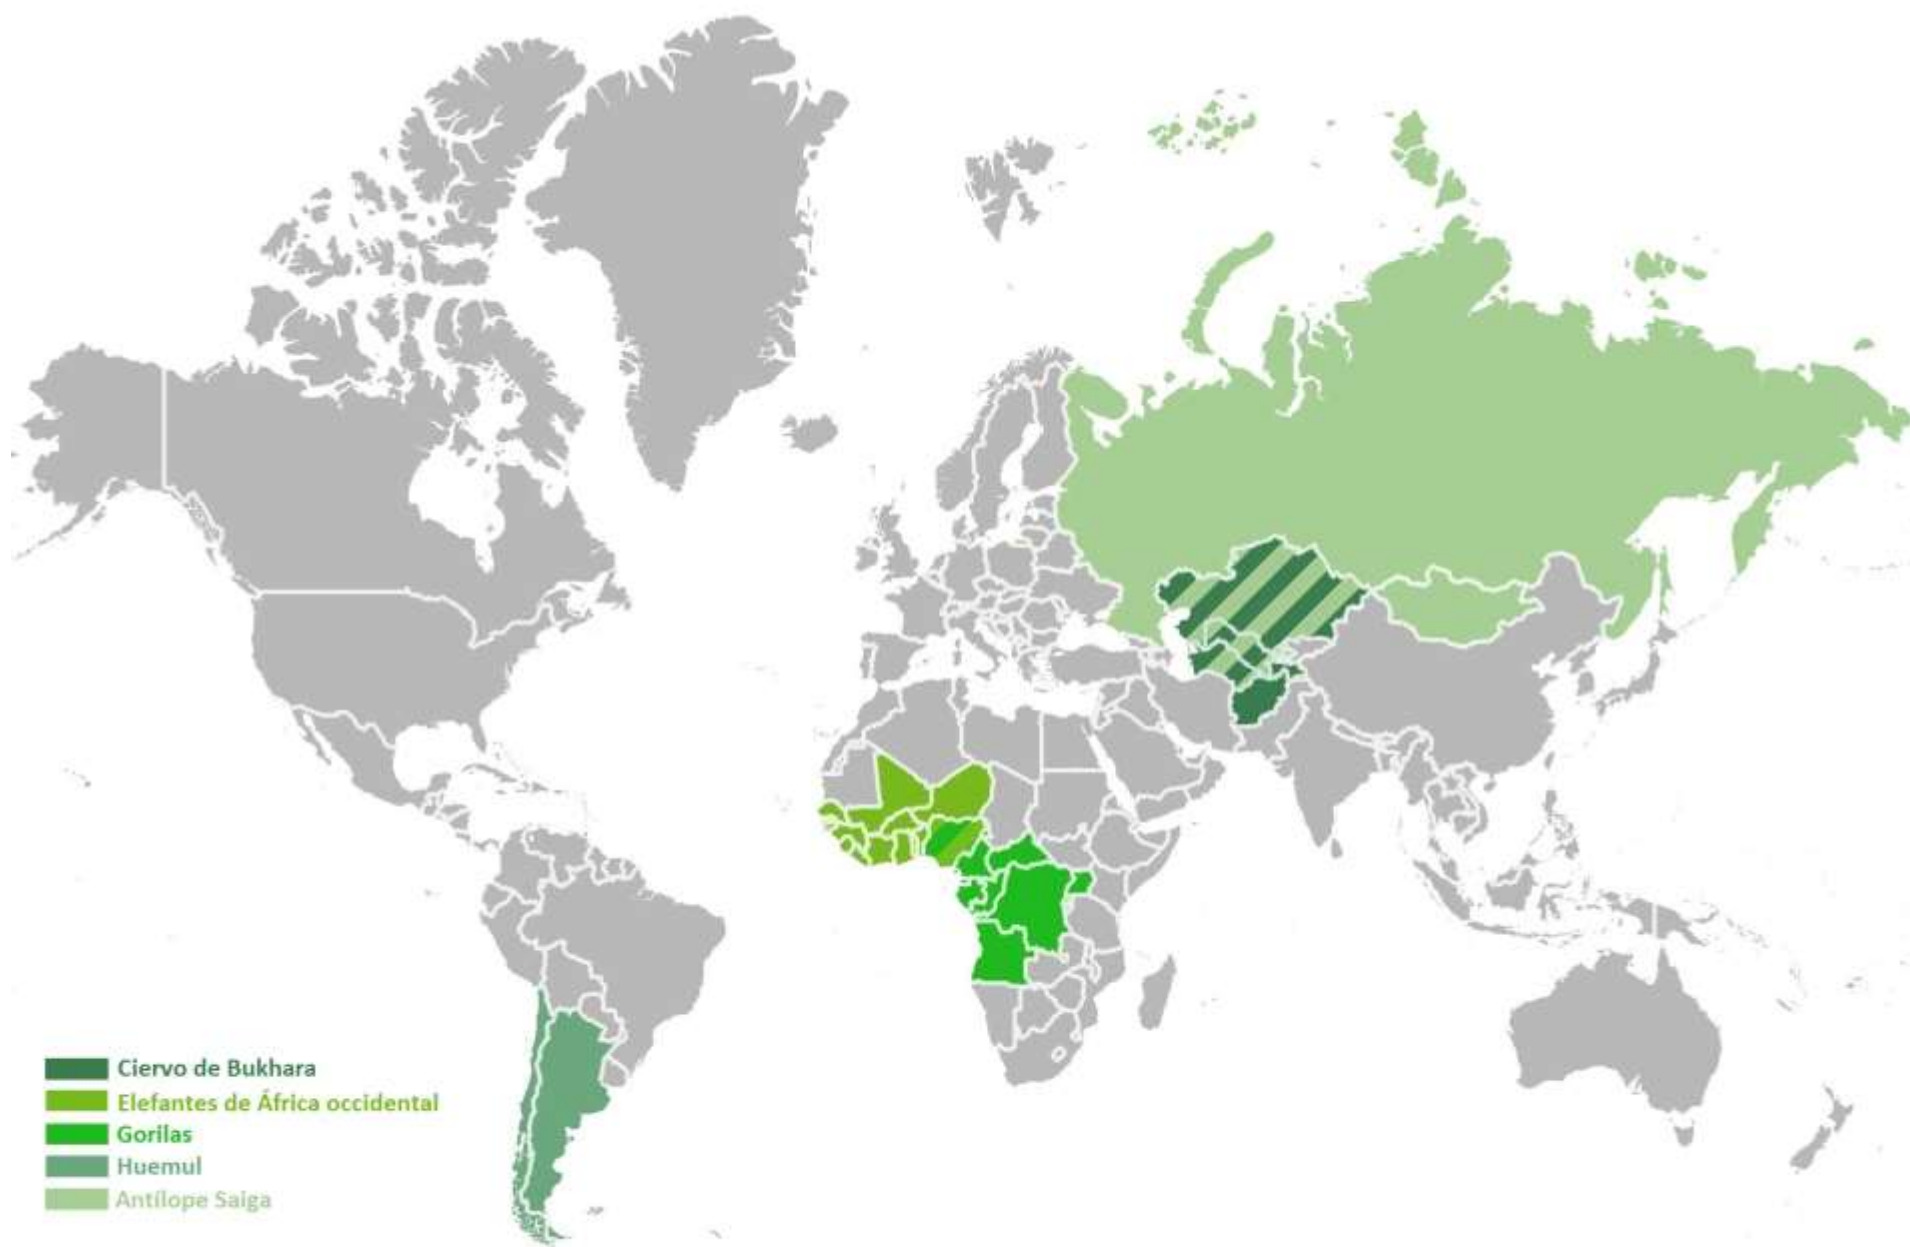 Ciervo de Bukhara
Elefantes de África occidental
Gorilas
Huemul
Antílope Saiga